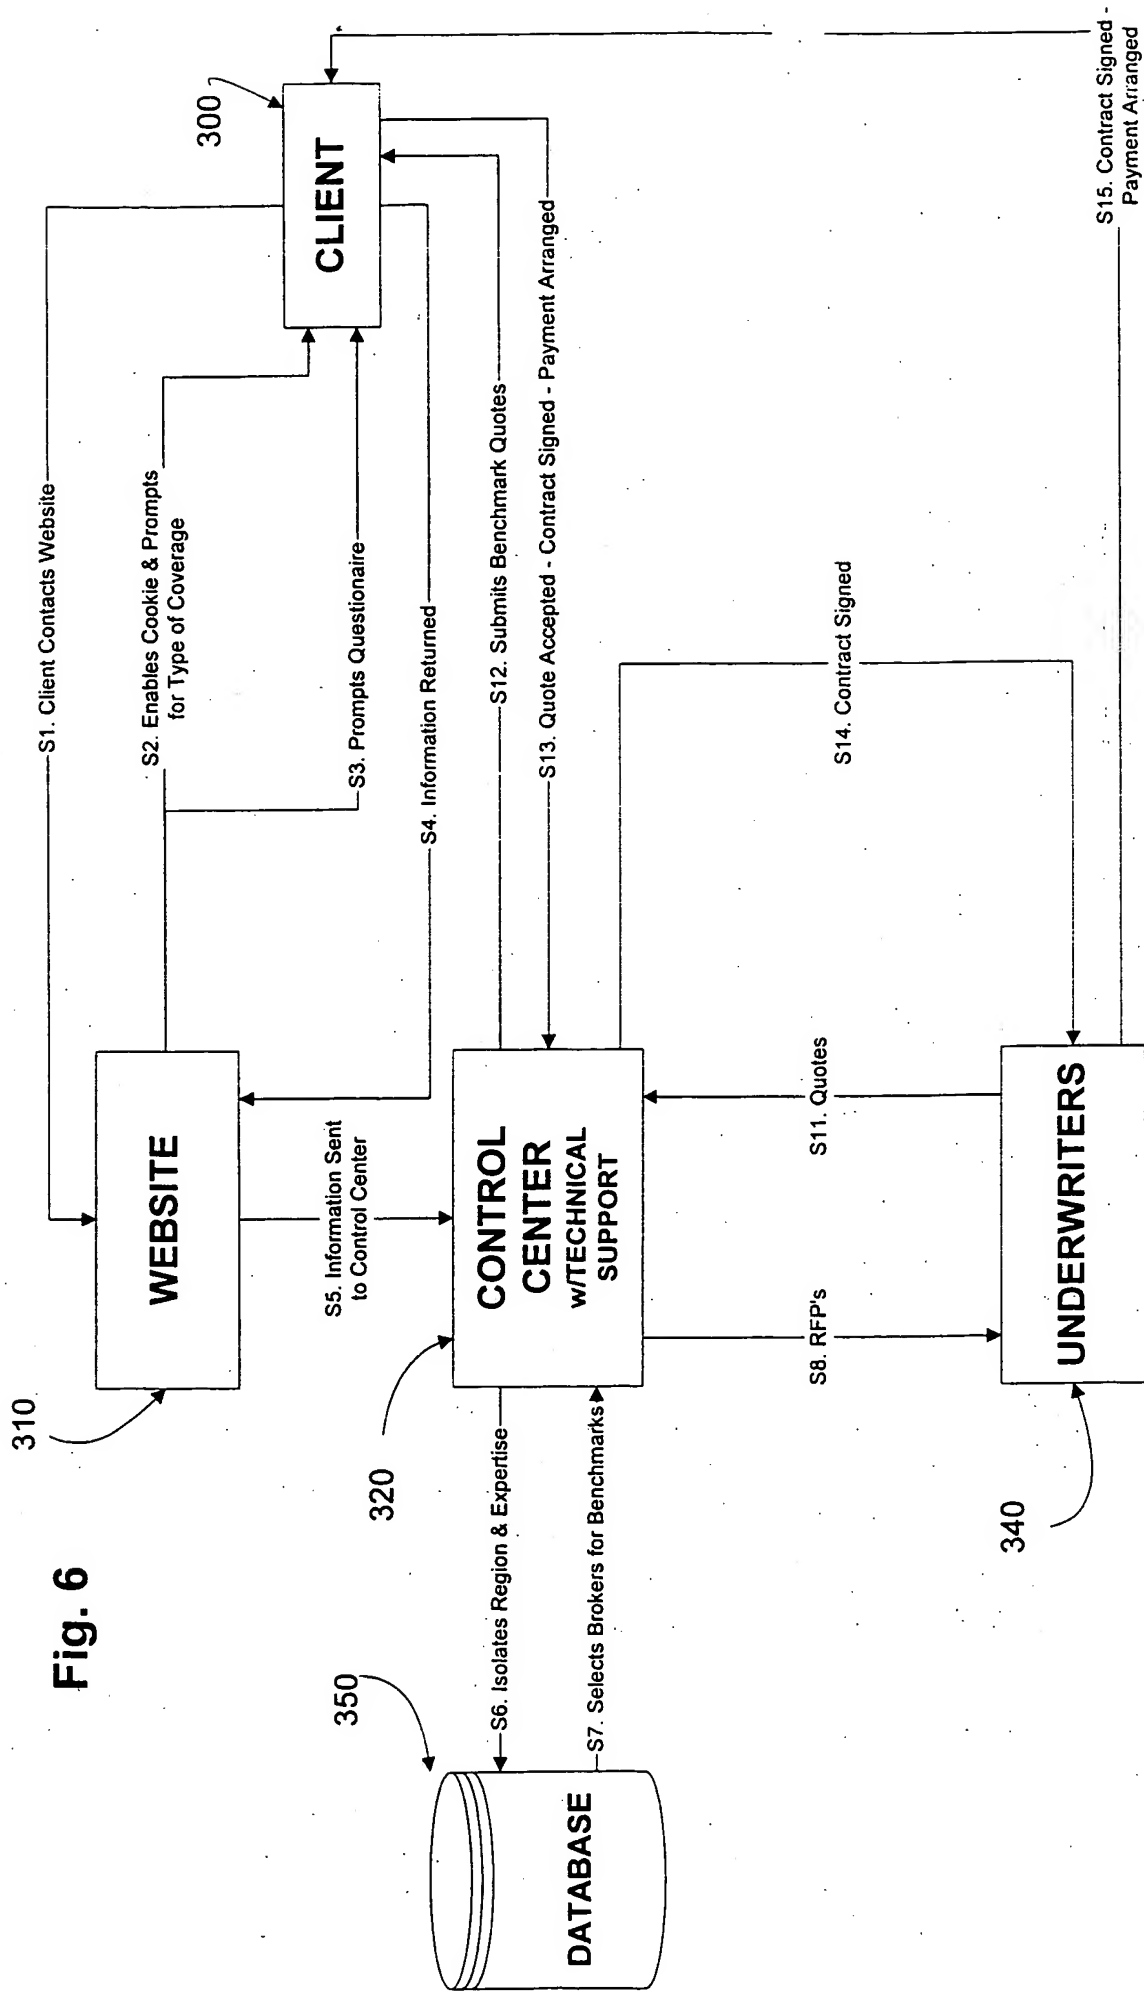 Fig. 6
310
300
S1. Client Contacts Website
S2. Enables Cookie & Prompts
for Type of Coverage
S3. Prompts Questionaire
S4. Information Returned
WEBSITE
CLIENT
S5. Information Sent
to Control Center
350
320
S6. Isolates Region & Expertise
S7. Selects Brokers for Benchmarks
DATABASE
CONTROL
CENTER
w/TECHNICAL
SUPPORT
S12. Submits Benchmark Quotes
S13. Quote Accepted - Contract Signed - Payment Arranged
S8. RFP's
S11. Quotes
S14. Contract Signed
340
UNDERWRITERS
S15. Contract Signed -
Payment Arranged